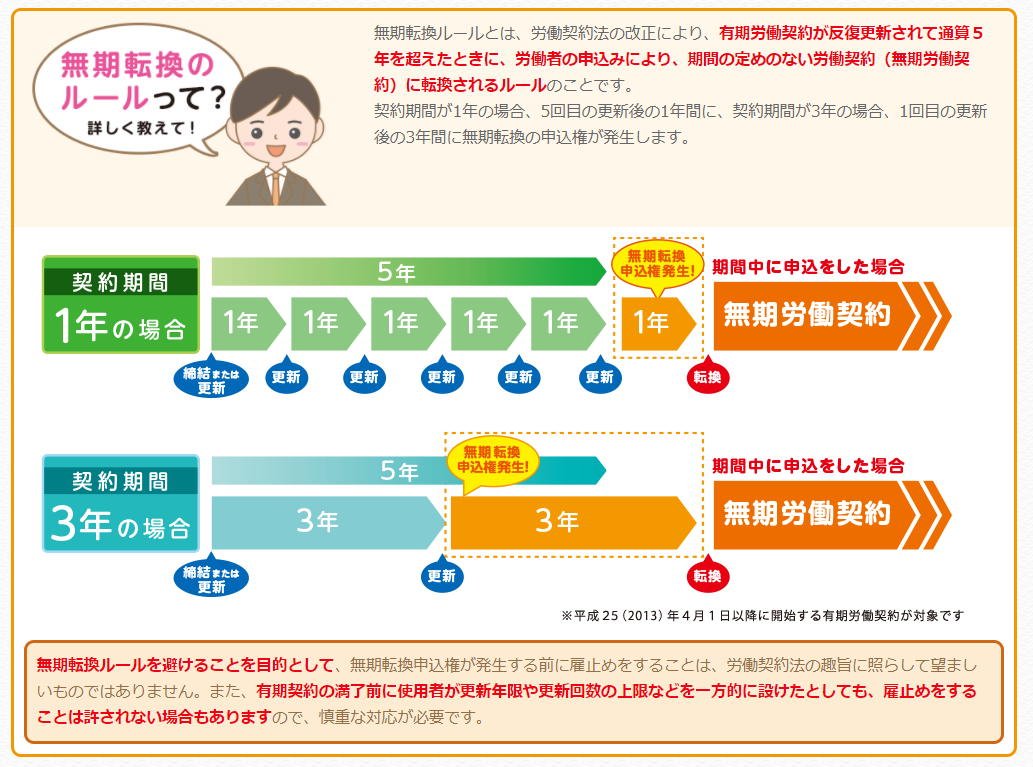 無期転換の
ルールって？
詳しく教えて！
無期転換ルールとは、労働契約法の改正により、有期労働契約が反復更新されて通算５
年を超えたときに、労働者の申込みにより、期間の定めのない労働契約（無期労働契
約）に転換されるルールのことです。
契約期間が1年の場合、5回目の更新後の1年間に、契約期間が3年の場合、1回目の更新
後の3年間に無期転換の申込権が発生します。
契約期間
1年の場合
5年
1年
1年
1年
1年
1年
無期転換
申込権発生！
1年
期間中に申込をした場合
無期労働契約
締結または
更新
更新
更新
更新
更新
更新
転換
契約期間
3年の場合
5年
3年
無期転換
申込権発生！
3年
期間中に申込をした場合
無期労働契約
締結または
更新
更新
転換
※平成25（2013）年４月１日以降に開始する有期労働契約が対象です
無期転換ルールを避けることを目的として、無期転換申込権が発生する前に雇止めをすることは、労働契約法の趣旨に照らして望まし
いものではありません。また、有期契約の満了前に使用者が更新年限や更新回数の上限などを一方的に設けたとしても、雇止めをする
ことは許されない場合もありますので、慎重な対応が必要です。